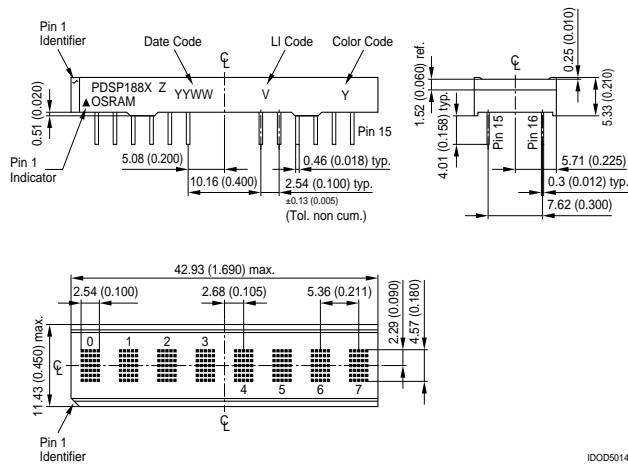 Pin 1
Identifier
Date Code
℄
LI Code
Color Code
PDSP188X Z
OSRAM
YYWW
V
Y
0.51 (0.020)
Pin 15
Pin 1
Indicator
5.08 (0.200)
0.46 (0.018) typ.
10.16 (0.400)
2.54 (0.100) typ.
±0.13 (0.005)
(Tol. non cum.)
℄
0.25 (0.010)
1.52 (0.060) ref.
5.33 (0.210)
4.01 (0.158) typ.
Pin 15
Pin 16
5.71 (0.225)
0.3 (0.012) typ.
7.62 (0.300)
42.93 (1.690) max.
2.54 (0.100)
2.68 (0.105)
5.36 (0.211)
2.29 (0.090)
4.57 (0.180)
11.43 (0.450) max.
℄
0 1 2 3
4 5 6 7
℄
℄
Pin 1
Identifier
IDOD5014